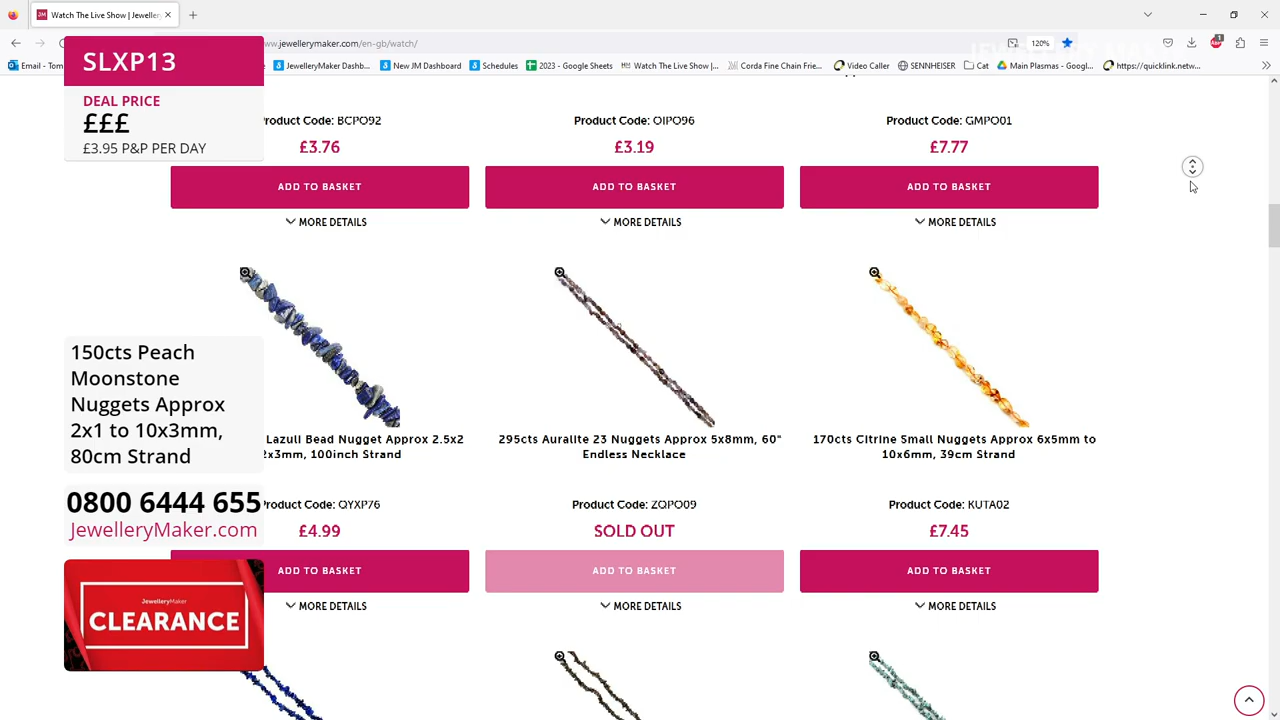 Watch The Live Show | Jeweller
ww.jewellerymaker.com/en-gb/watch/
120%
1
Email - Tom
JewelleryMaker Dashb...
New JM Dashboard
Schedules
2023 - Google Sheets
Watch The Live Show |...
Corda Fine Chain Frin...
Video Caller
SENNHEISER
Cat
Main Plasmas - Googl...
https://quicklink.netw...
SLXP13
DEAL PRICE
£££
£3.95 P&P PER DAY
Product Code: BCPO92
Product Code: OIPO96
Product Code: GMPO01
£3.76
£3.19
£7.77
ADD TO BASKET
ADD TO BASKET
ADD TO BASKET
MORE DETAILS
MORE DETAILS
MORE DETAILS
150cts Peach
Moonstone
Nuggets Approx
2x1 to 10x3mm,
80cm Strand
Lazuli Bead Nugget Approx 2.5x2
2x3mm, 100inch Strand
295cts Auralite 23 Nuggets Approx 5x8mm, 60"
Endless Necklace
170cts Citrine Small Nuggets Approx 6x5mm to
10x6mm, 39cm Strand
0800 6444 655
JewelleryMaker.com
Product Code: QYXP76
Product Code: ZQPO09
Product Code: KUTA02
£4.99
SOLD OUT
£7.45
ADD TO BASKET
ADD TO BASKET
ADD TO BASKET
MORE DETAILS
MORE DETAILS
MORE DETAILS
JewelleryMaker
CLEARANCE